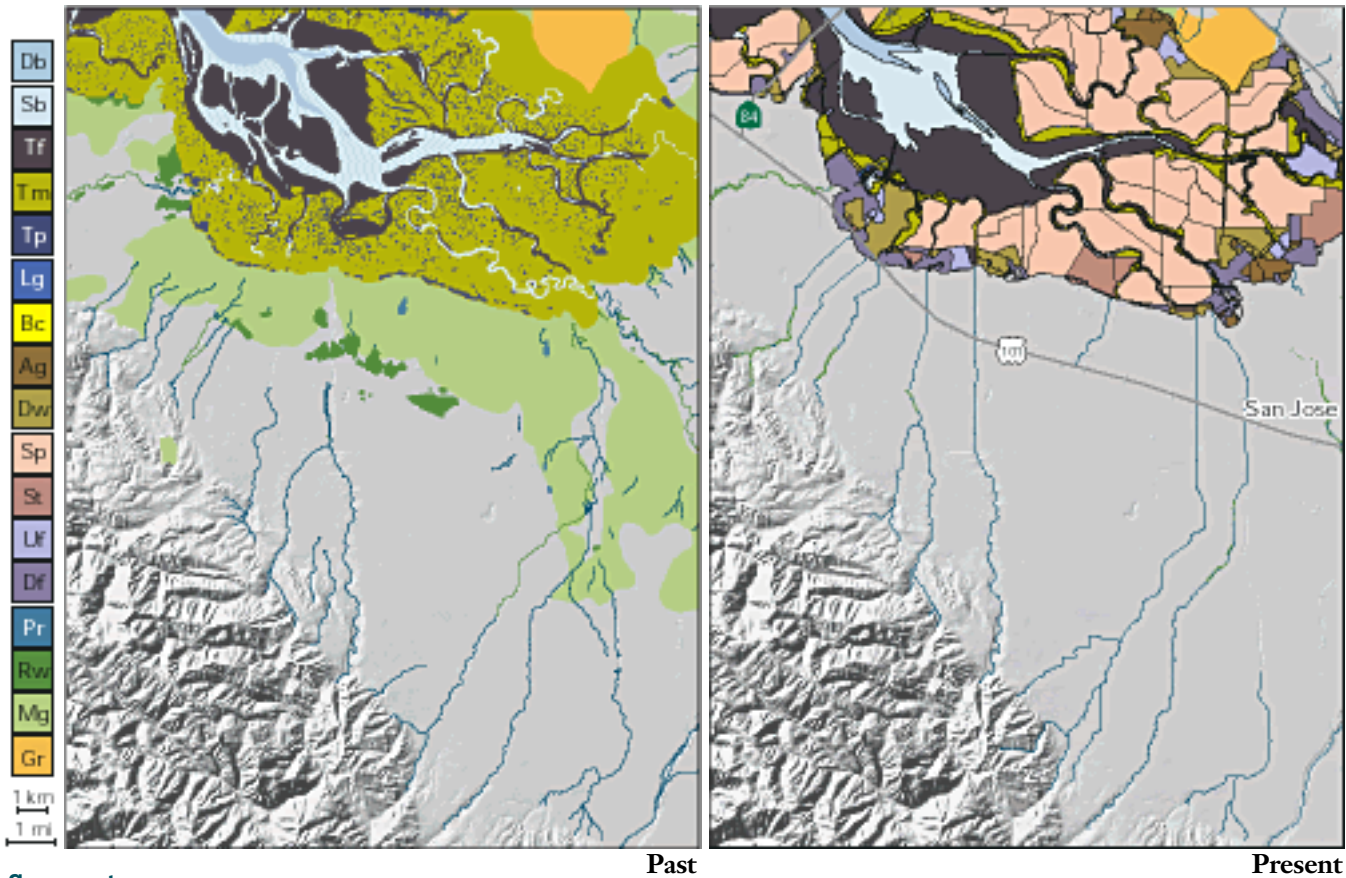 Db
Sb
Tf
Tm
Tp
Lg
Bc
Ag
Dw
Sp
St
Uf
Df
Pr
Rw
Mg
Gr
1 km
1 mi
84
101
San Jose
Past
Present